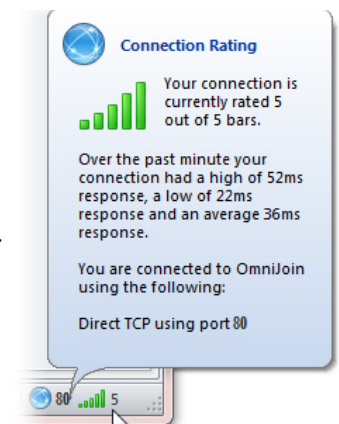 Connection Rating
Your connection is
currently rated 5
out of 5 bars.
Over the past minute your
connection had a high of 52ms
response, a low of 22ms
response and an average 36ms
response.
You are connected to OmniJoin
using the following:
Direct TCP using port 80
80 5